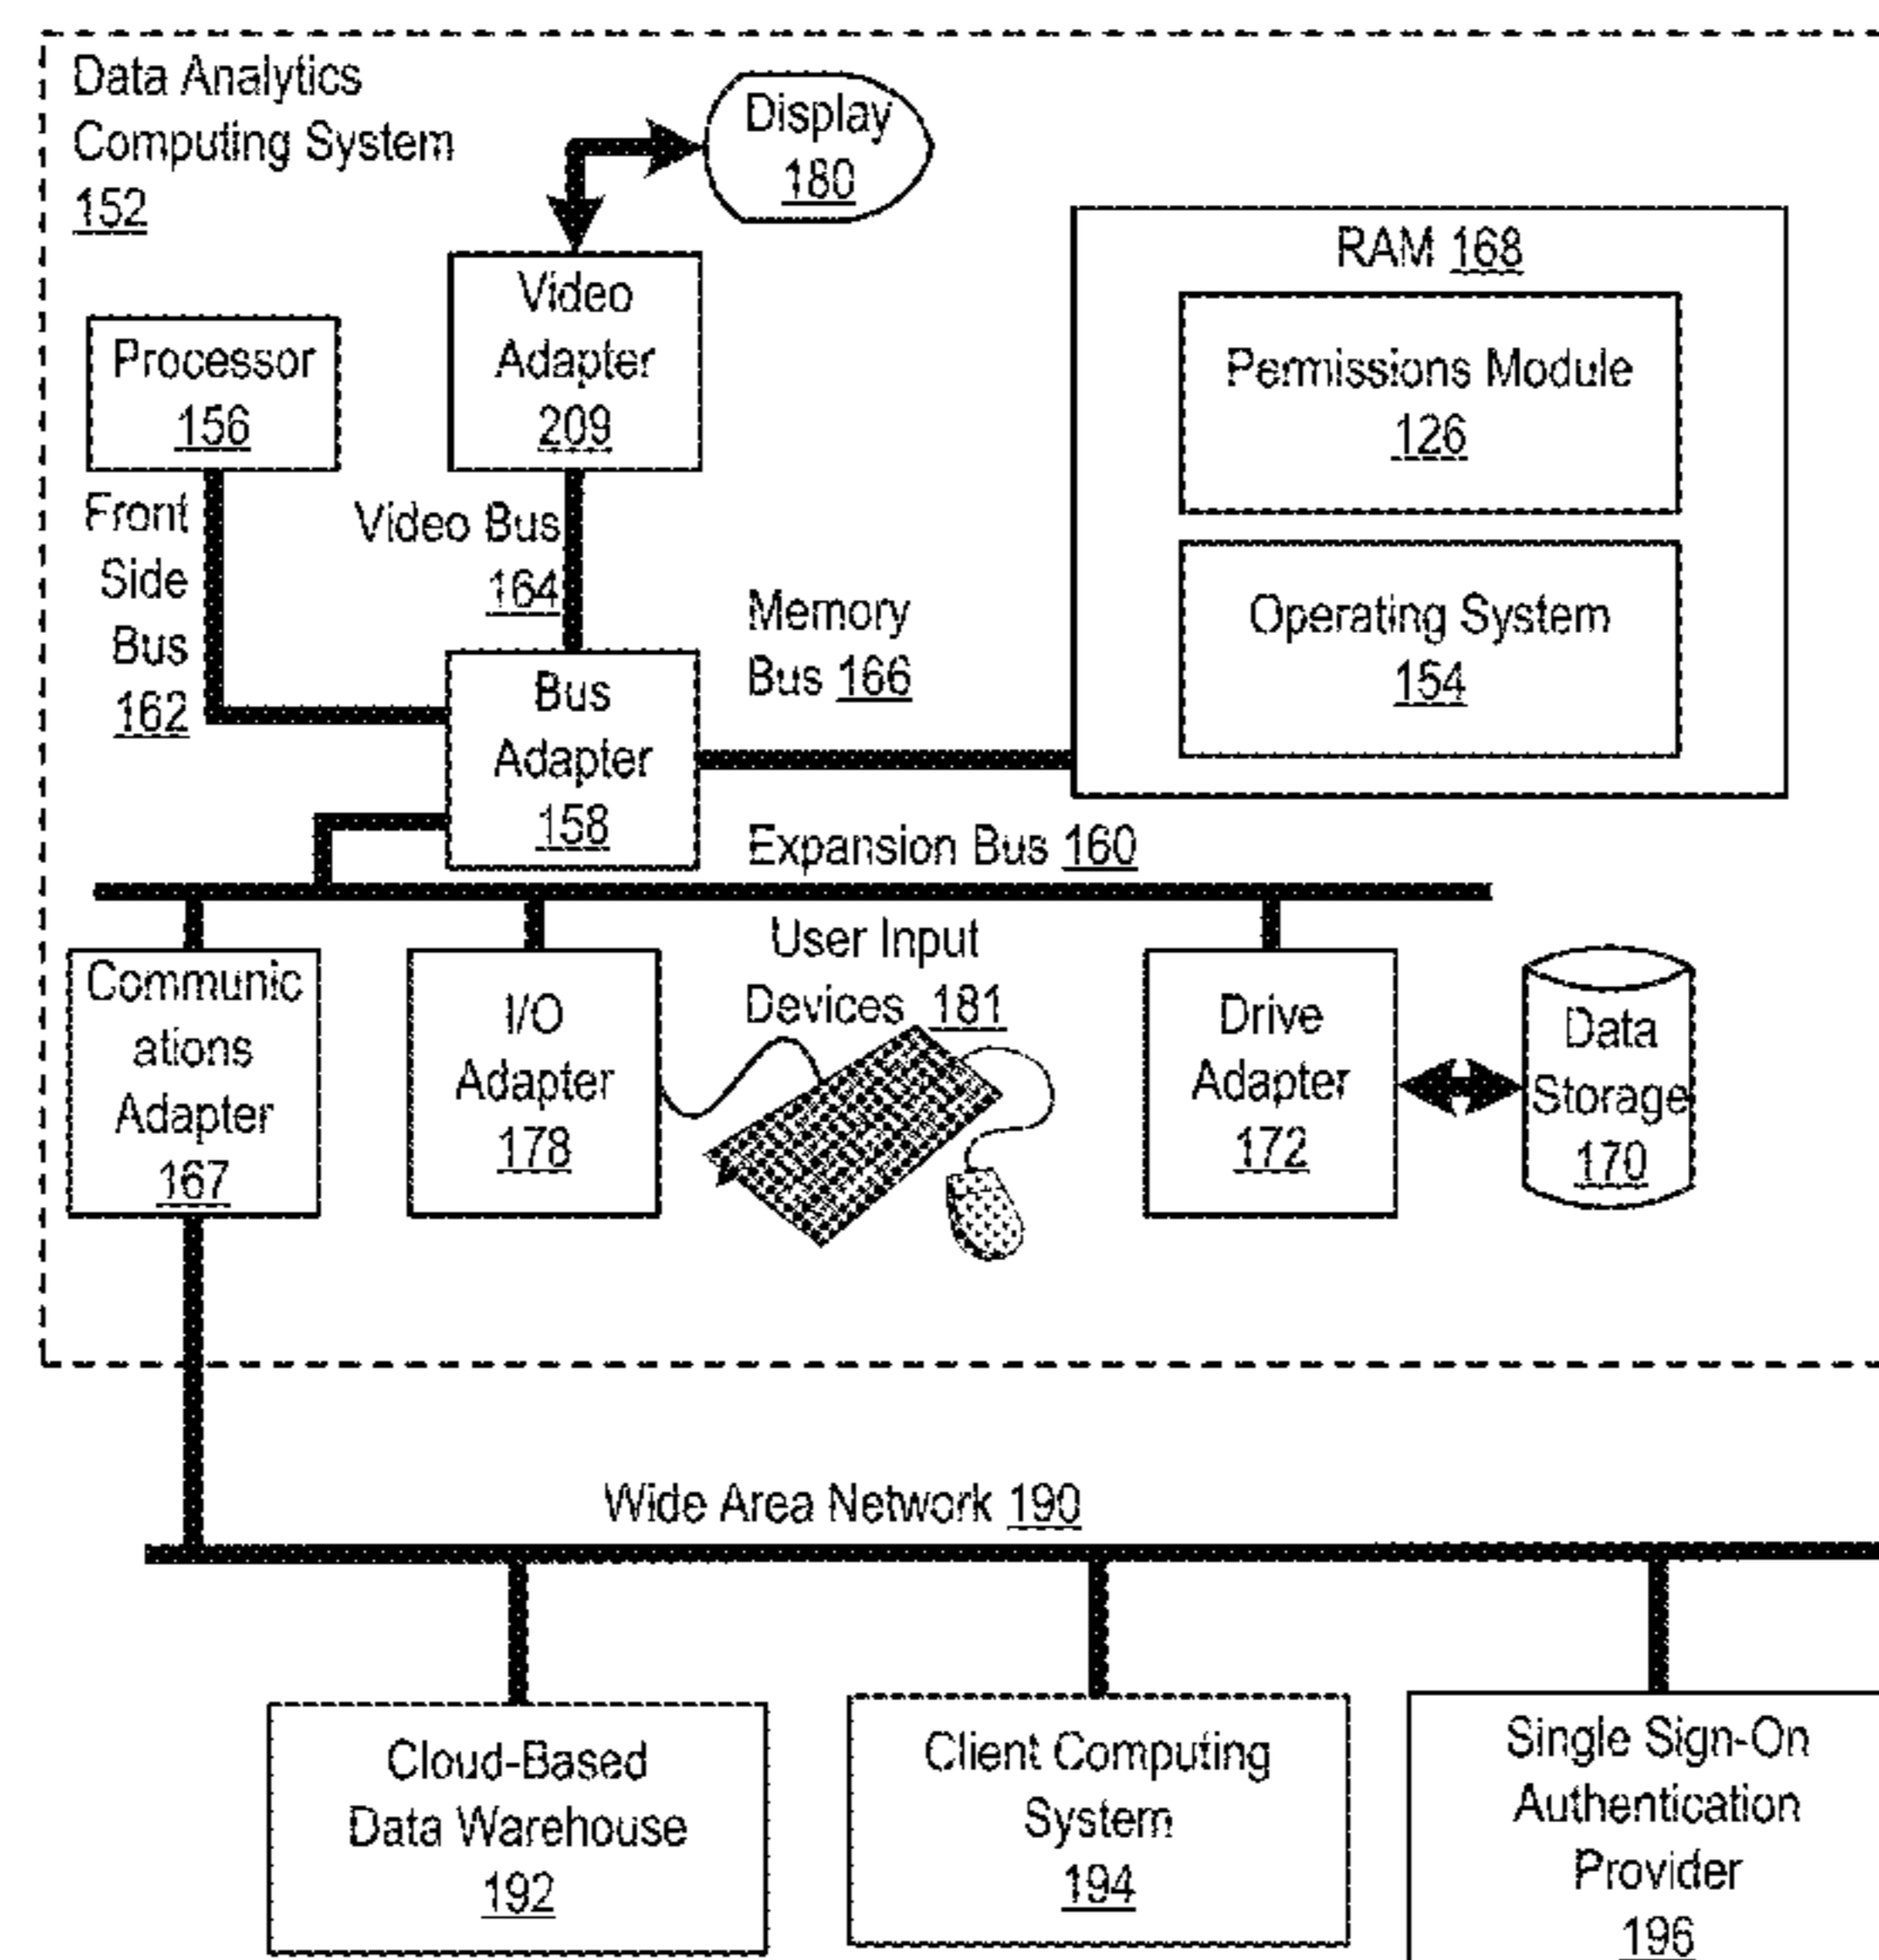 Data Analytics
Computing System
152
Display
180
Video
Adapter
209
Processor
156
RAM 168
Permissions Module
126
Operating System
154
Front
Side
Bus
162
Video Bus
164
Memory
Bus 166
Bus
Adapter
158
Expansion Bus 160
Communic
ations
Adapter
167
I/O
Adapter
178
User Input
Devices 181
Drive
Adapter
172
Data
Storage
170
Wide Area Network 190
Cloud-Based
Data Warehouse
192
Client Computing
System
194
Single Sign-On
Authentication
Provider
196